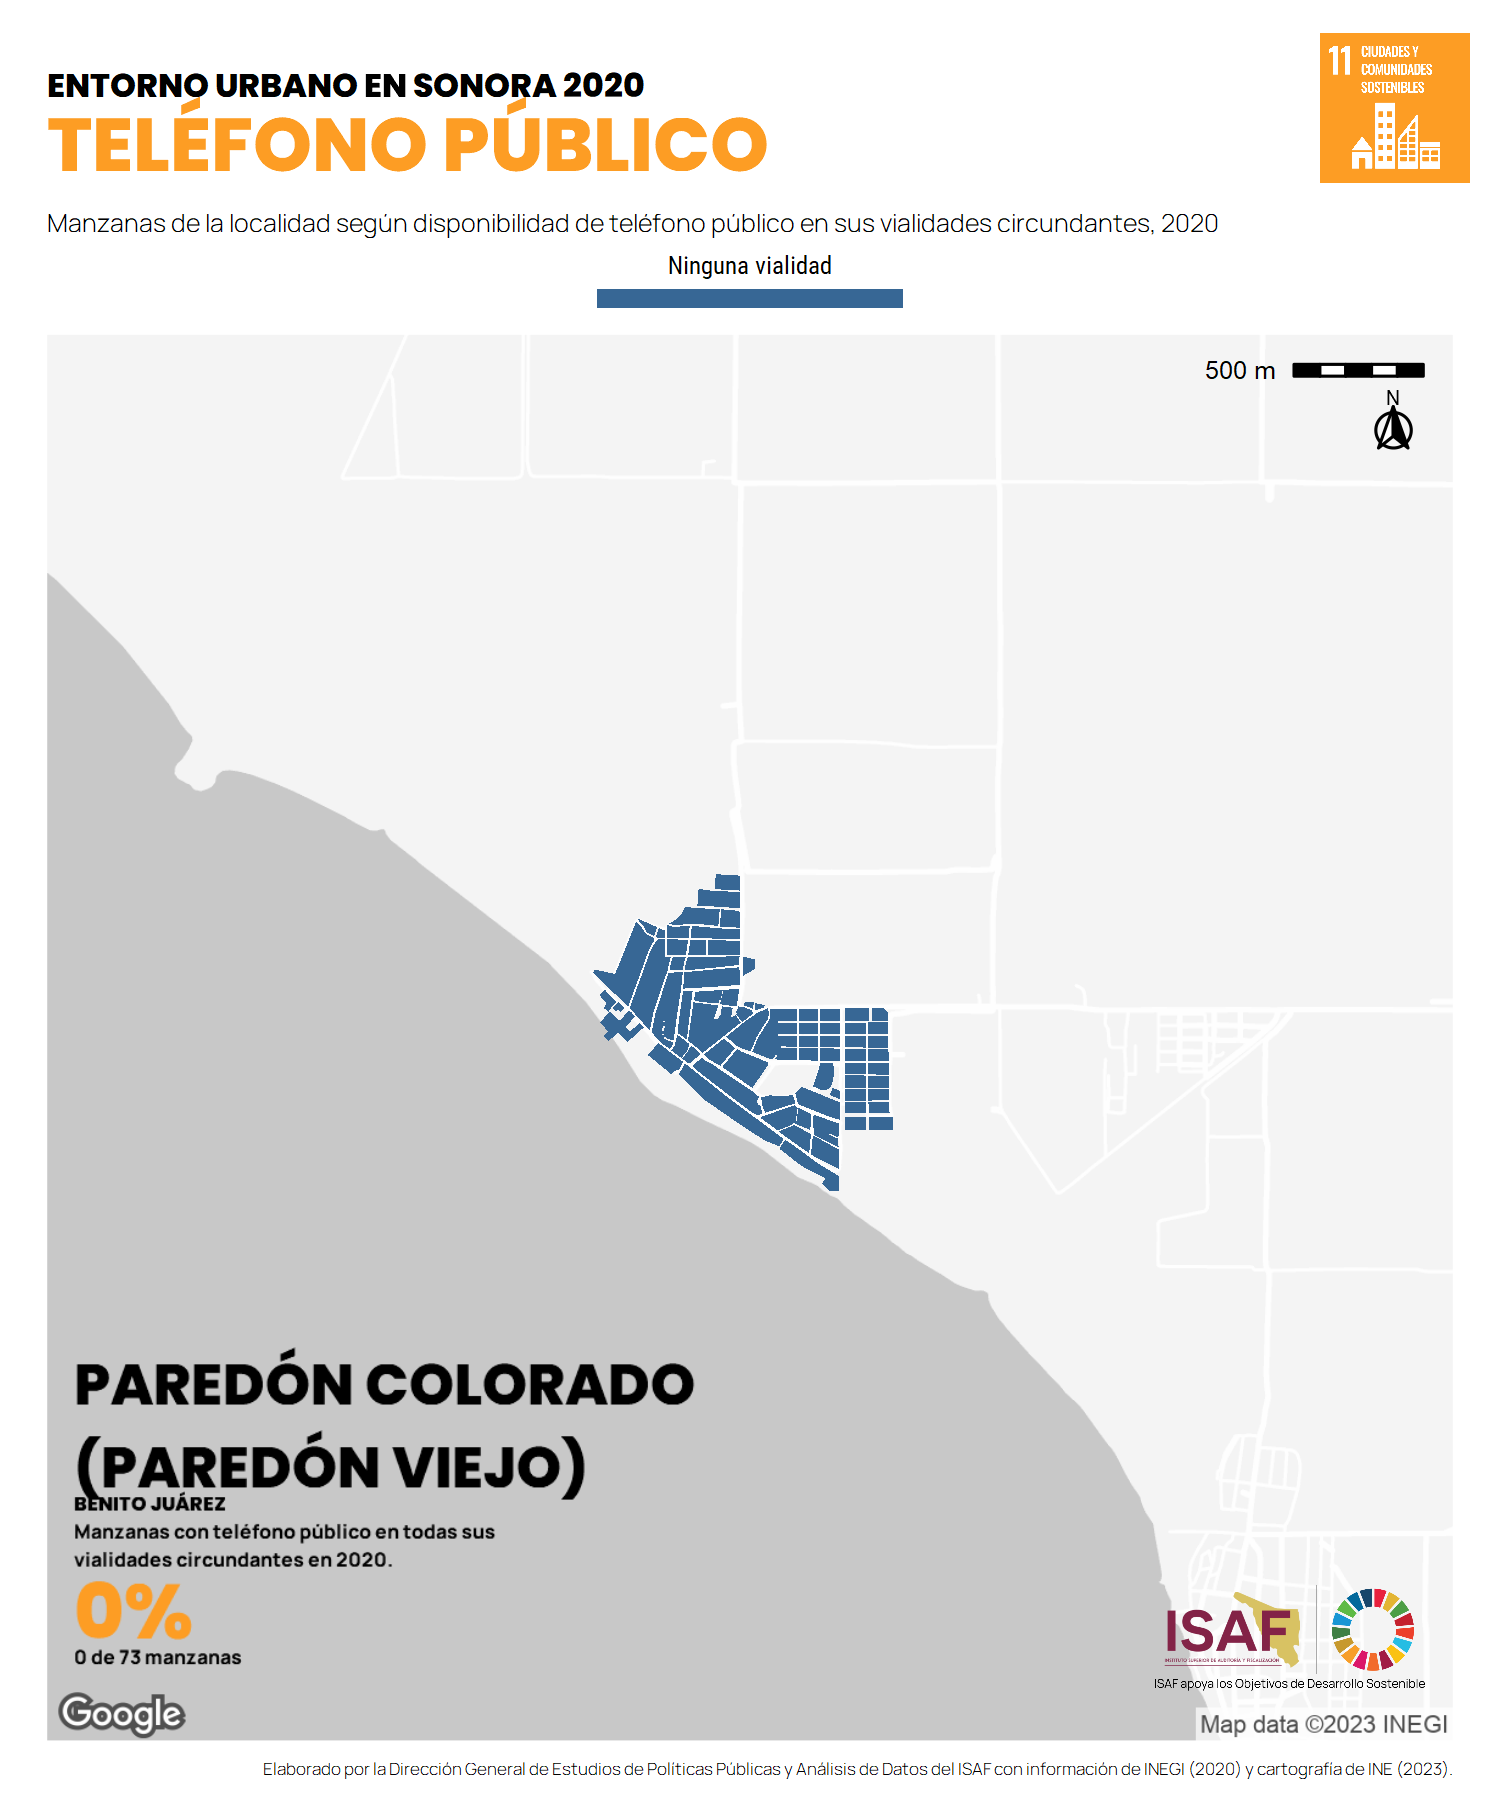 ENTORNO URBANO EN SONORA 2020
TELÉFONO PÚBLICO
11 CIUDADES Y
COMUNIDADES
SOSTENIBLES
Manzanas de la localidad según disponibilidad de teléfono público en sus vialidades circundantes, 2020
Ninguna vialidad
500 m
N
PAREDÓN COLORADO
(PAREDÓN VIEJO)
BENITO JUÁREZ
Manzanas con teléfono público en todas sus
vialidades circundantes en 2020.
0%
0 de 73 manzanas
ISAF
INSTITUTO SUPERIOR DE AUDITORÍA Y FISCALIZACIÓN
ISAF apoya los Objetivos de Desarrollo Sostenible
Google
Map data ©2023 INEGI
Elaborado por la Dirección General de Estudios de Políticas Públicas y Análisis de Datos del ISAF con información de INEGI (2020) y cartografía de INE (2023).